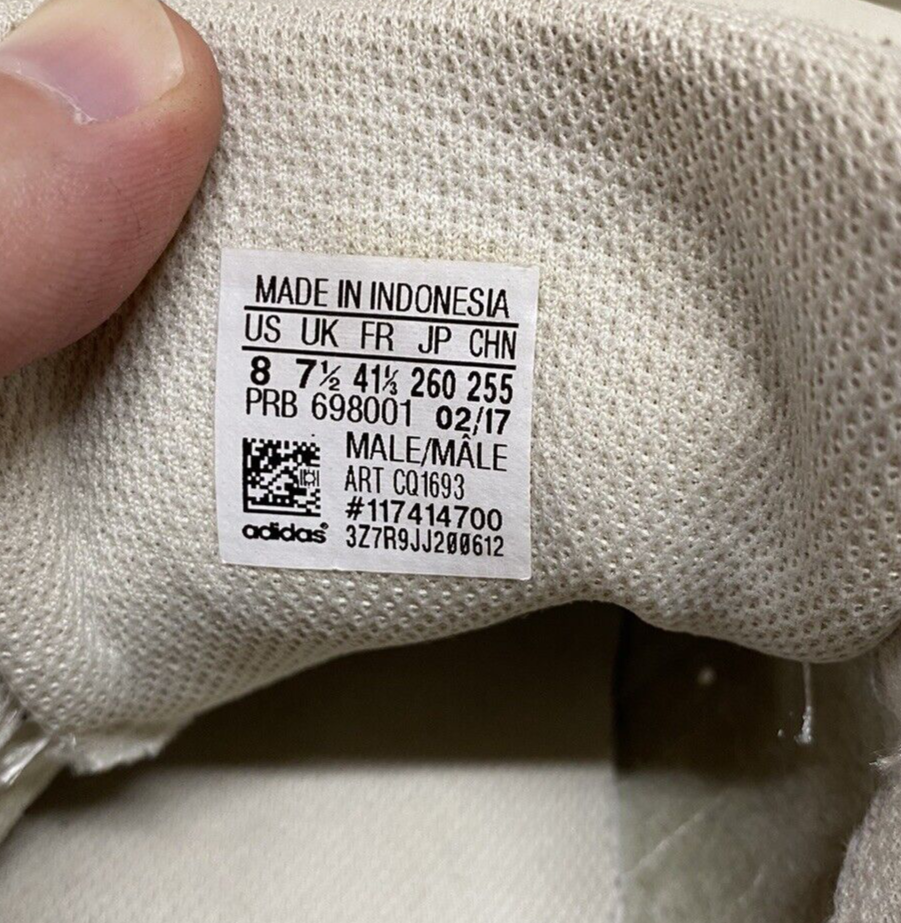 MADE IN INDONESIA
US UK FR JP CHN
8 7½ 41⅓ 260 255
PRB 698001 02/17
MALE/MÂLE
ART CQ1693
#117414700
adidas® 3Z7R9JJ200612